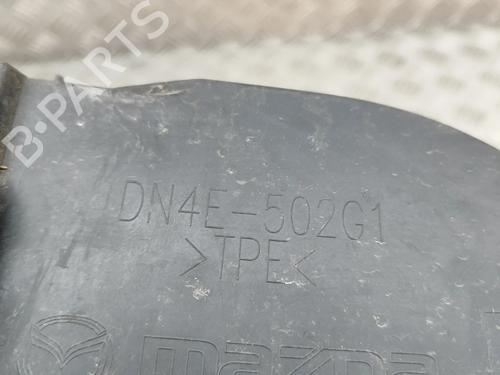 B-PARTS
DN4E-502G1
>TPE<
mazda